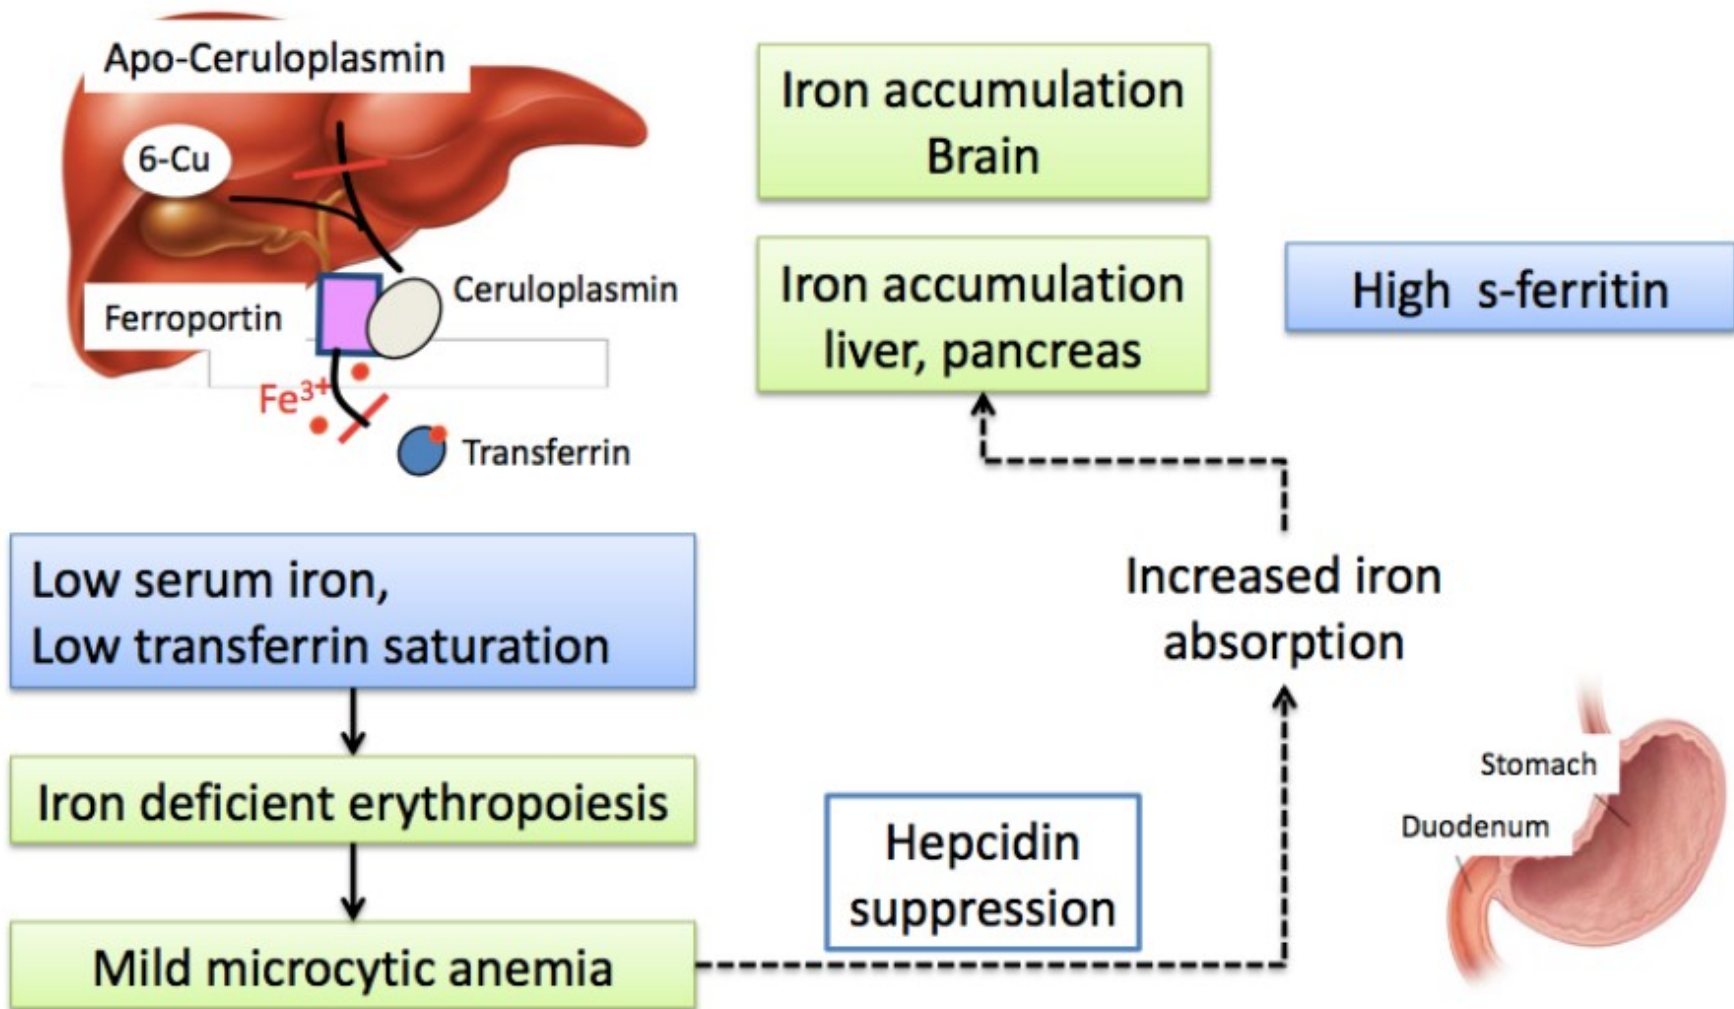 Apo-Ceruloplasmin
6-Cu
Ceruloplasmin
Ferroportin
Fe³⁺
Transferrin
Low serum iron,
Low transferrin saturation
Iron deficient erythropoiesis
Mild microcytic anemia
Hepcidin
suppression
Increased iron
absorption
Iron accumulation
Brain
Iron accumulation
liver, pancreas
High s-ferritin
Stomach
Duodenum